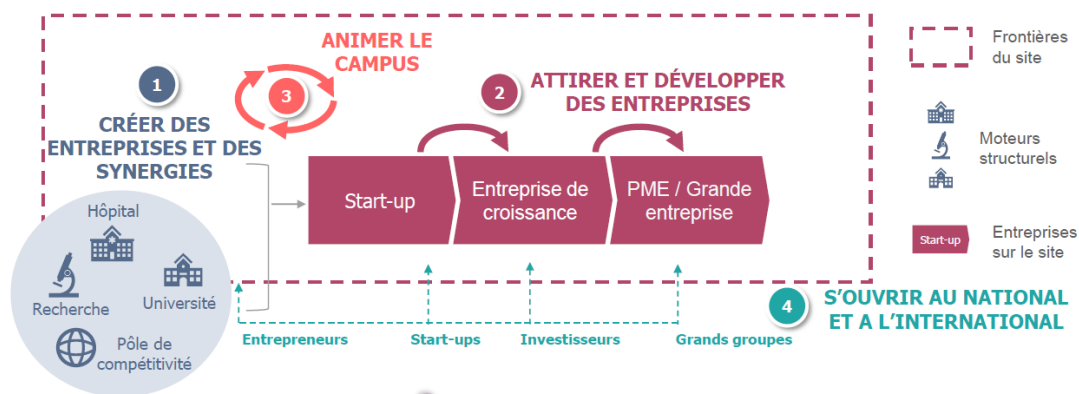 ANIMER LE
CAMPUS
1
3
2
ATTIRER ET DÉVELOPPER
DES ENTREPRISES
CRÉER DES
ENTREPRISES ET DES
SYNERGIES
Start-up
Entreprise de
croissance
PME / Grande
entreprise
Hôpital
Recherche
Université
Pôle de
compétitivité
Entrepreneurs
Start-ups
Investisseurs
Grands groupes
4
S'OUVRIR AU NATIONAL
ET A L'INTERNATIONAL
Frontières
du site
Moteurs
structurels
Start-up
Entreprises
sur le site